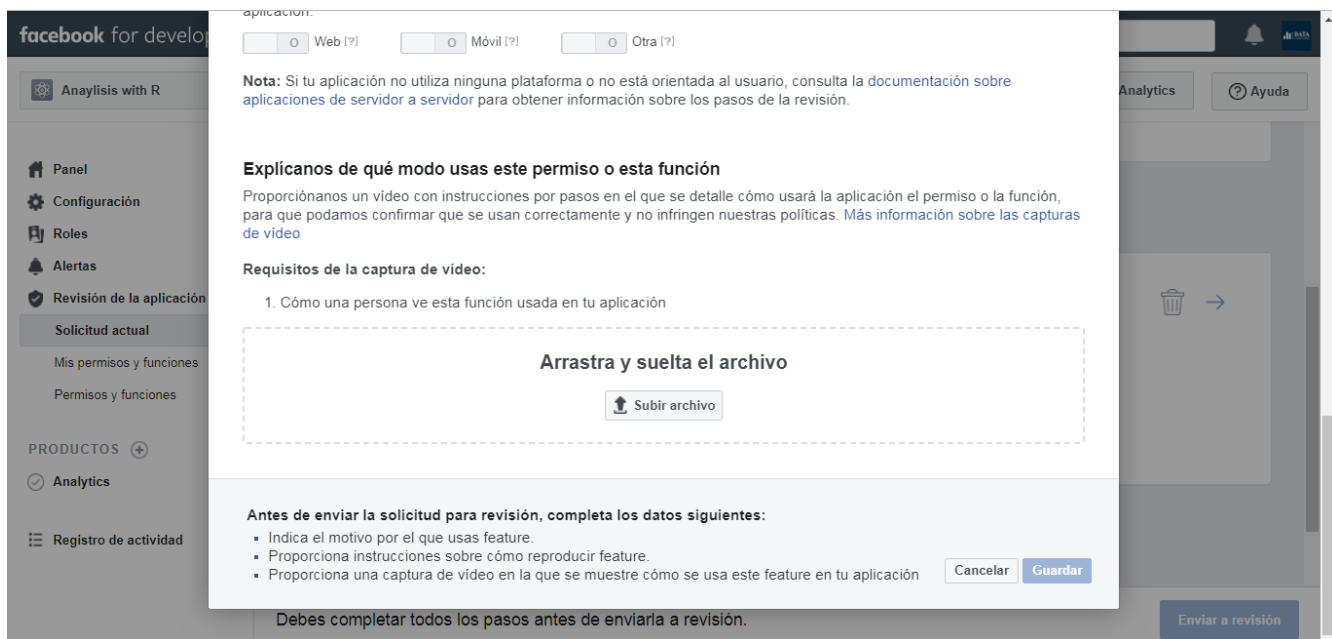 aplicación.
facebook for develop
Web [?] Móvil [?] Otra [?]
Anaylisis with R
Nota: Si tu aplicación no utiliza ninguna plataforma o no está orientada al usuario, consulta la documentación sobre
aplicaciones de servidor a servidor para obtener información sobre los pasos de la revisión.
Analytics
Ayuda
Panel
Configuración
Roles
Alertas
Revisión de la aplicación
Solicitud actual
Mis permisos y funciones
Permisos y funciones
PRODUCTOS
Analytics
Registro de actividad
Explícanos de qué modo usas este permiso o esta función
Proporciónanos un vídeo con instrucciones por pasos en el que se detalle cómo usará la aplicación el permiso o la función,
para que podamos confirmar que se usan correctamente y no infringen nuestras políticas. Más información sobre las capturas
de vídeo
Requisitos de la captura de vídeo:
1. Cómo una persona ve esta función usada en tu aplicación
Arrastra y suelta el archivo
Subir archivo
Antes de enviar la solicitud para revisión, completa los datos siguientes:
Indica el motivo por el que usas feature.
Proporciona instrucciones sobre cómo reproducir feature.
Proporciona una captura de vídeo en la que se muestre cómo se usa este feature en tu aplicación
Cancelar Guardar
Debes completar todos los pasos antes de enviarla a revisión.
Enviar a revisión